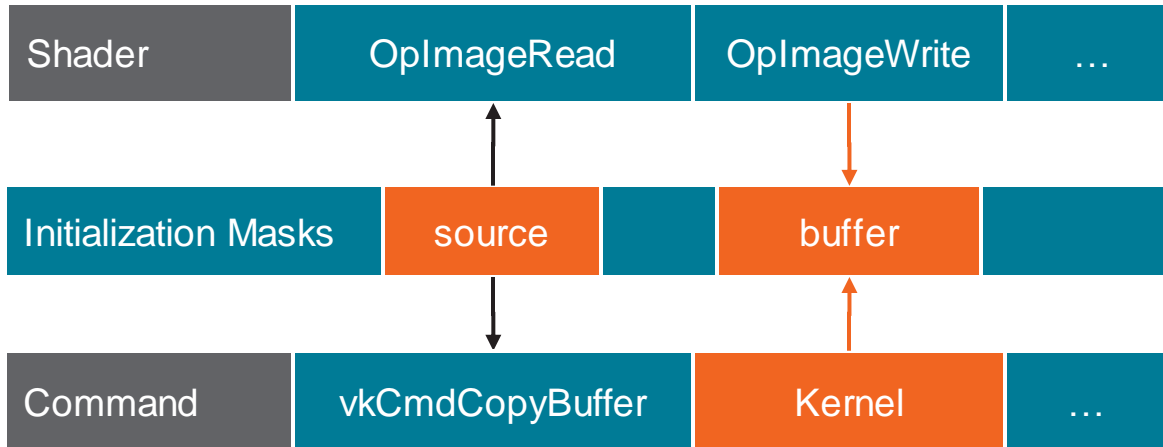 Shader OpImageRead OpImageWrite …
Initialization Masks source buffer
Command vkCmdCopyBuffer Kernel …